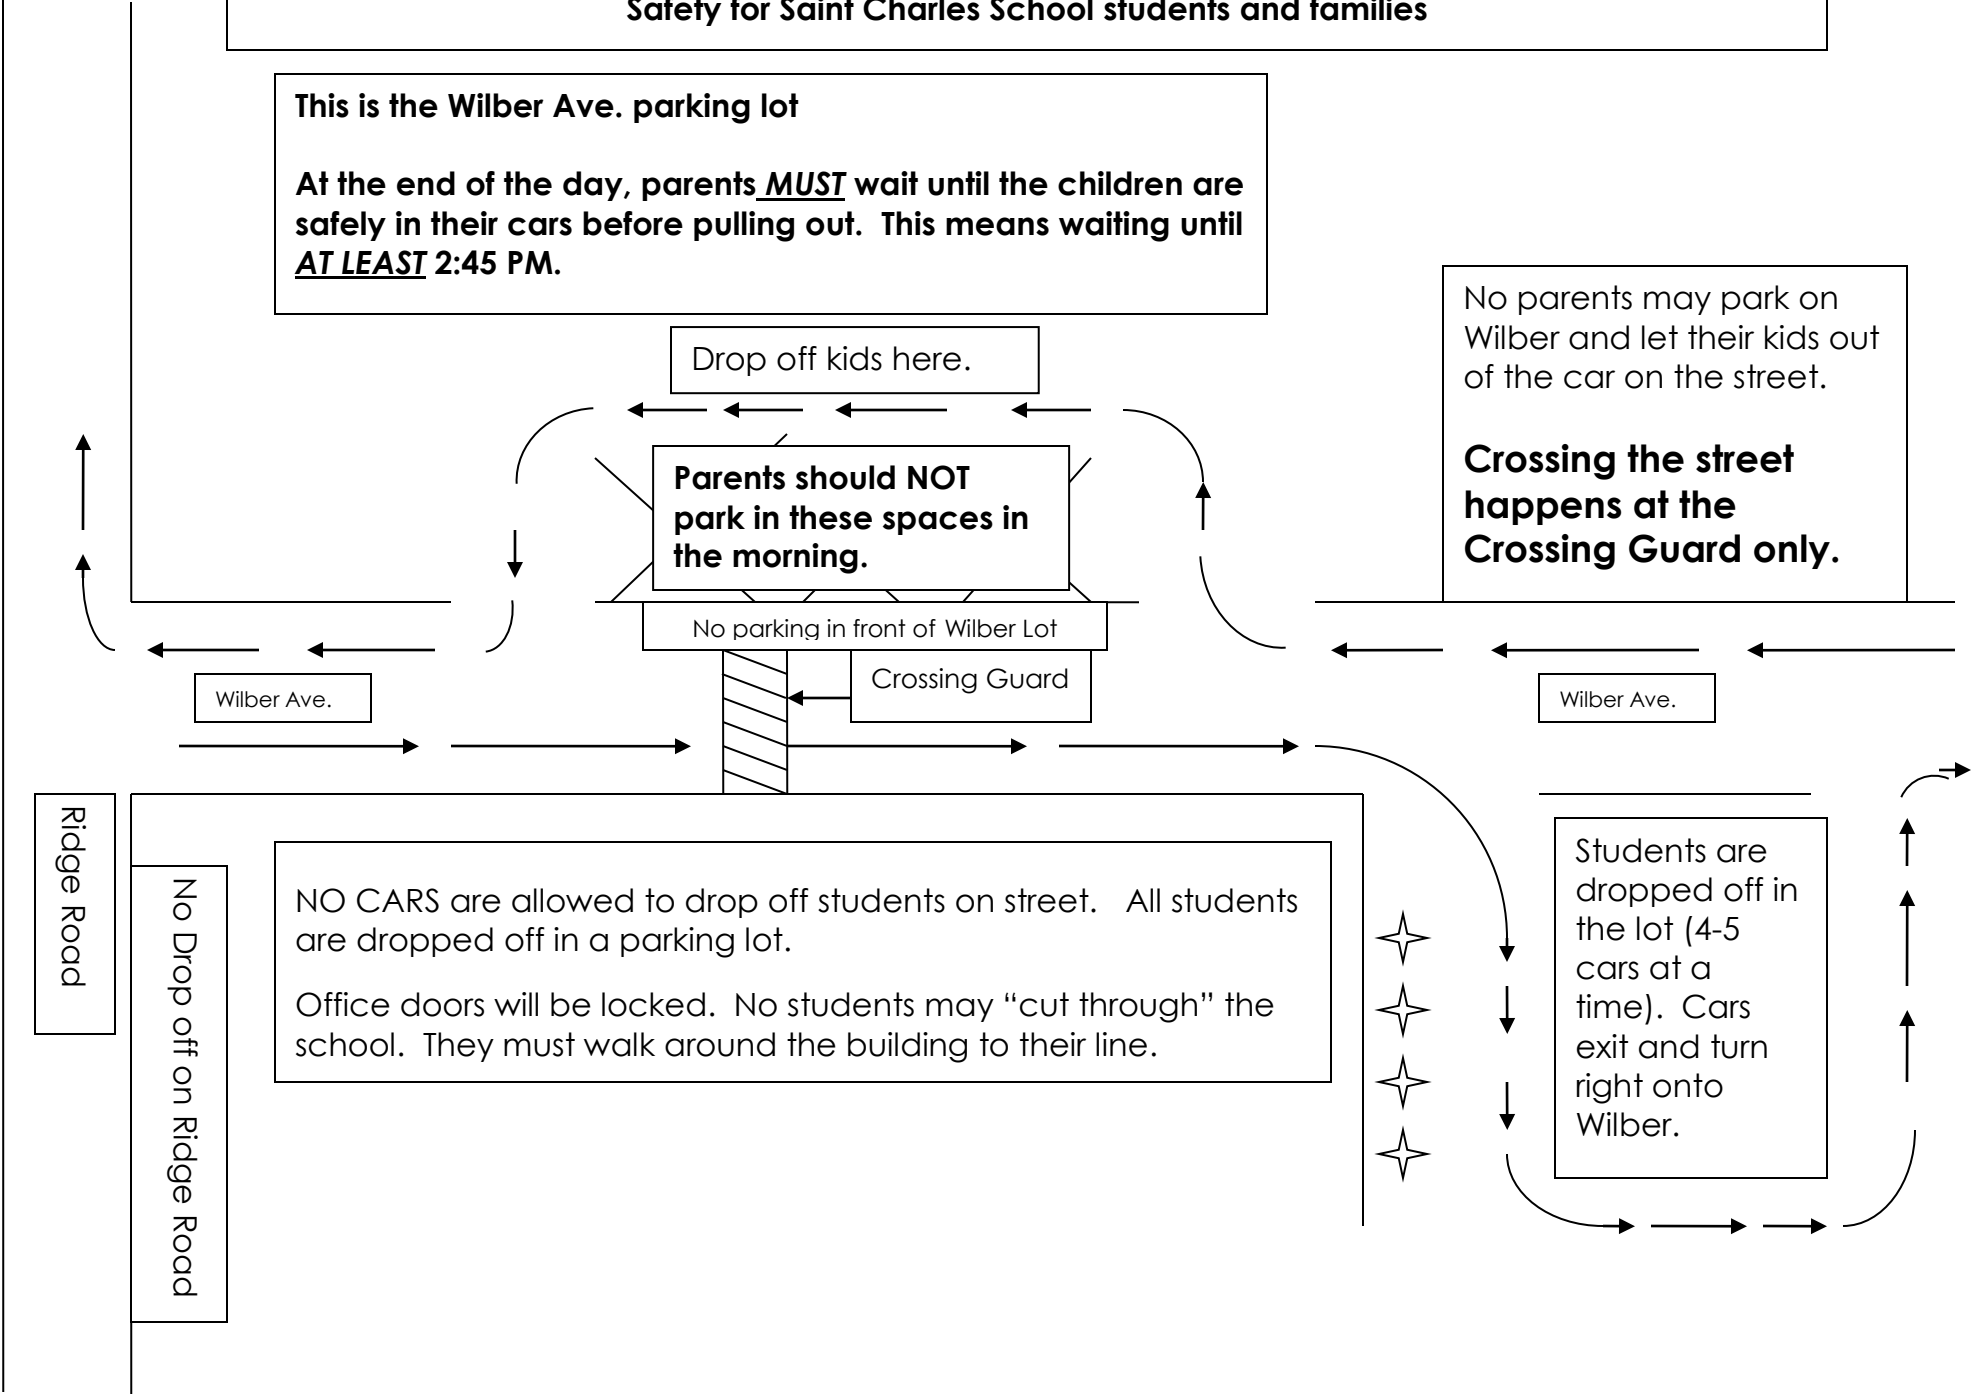 Safety for Saint Charles School students and families
This is the Wilber Ave. parking lot
At the end of the day, parents MUST wait until the children are
safely in their cars before pulling out.  This means waiting until
AT LEAST 2:45 PM.
No parents may park on
Wilber and let their kids out
of the car on the street.
Crossing the street
happens at the
Crossing Guard only.
Drop off kids here.
Parents should NOT
park in these spaces in
the morning.
No parking in front of Wilber Lot
Crossing Guard
Wilber Ave.
Wilber Ave.
Ridge Road
No Drop off on Ridge Road
NO CARS are allowed to drop off students on street.   All students
are dropped off in a parking lot.
Office doors will be locked.  No students may “cut through” the
school.  They must walk around the building to their line.
Students are
dropped off in
the lot (4-5
cars at a
time).  Cars
exit and turn
right onto
Wilber.